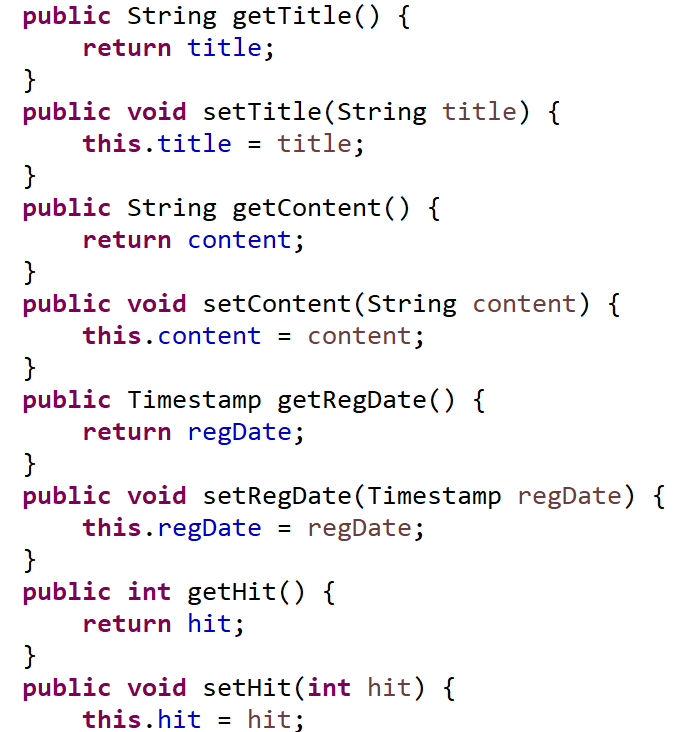 public String getTitle() {
    return title;
}
public void setTitle(String title) {
    this.title = title;
}
public String getContent() {
    return content;
}
public void setContent(String content) {
    this.content = content;
}
public Timestamp getRegDate() {
    return regDate;
}
public void setRegDate(Timestamp regDate) {
    this.regDate = regDate;
}
public int getHit() {
    return hit;
}
public void setHit(int hit) {
    this.hit = hit;